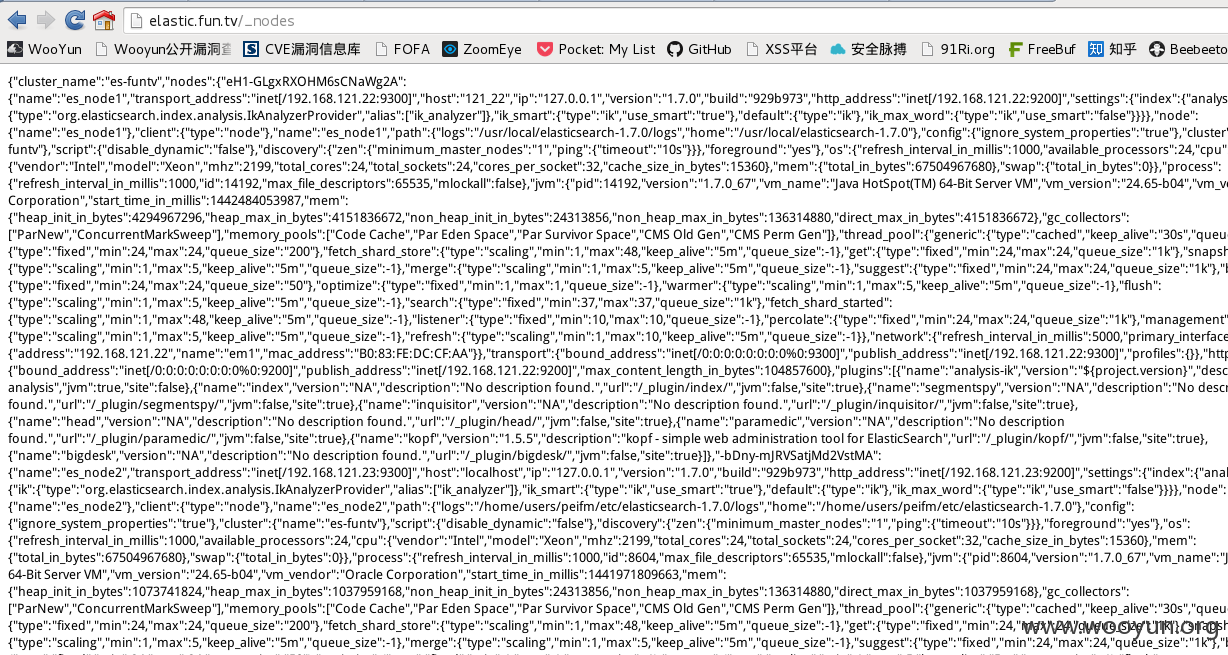 elastic.fun.tv/_nodes
WooYun Wooyun公开漏洞查 CVE漏洞信息库 FOFA ZoomEye Pocket: My List GitHub XSS平台 安全脉搏 91Ri.org FreeBuf 知乎 Beebeeto
{"cluster_name":"es-funtv","nodes":{"eH1-GLgxRXOHM6sCNaWg2A":
{"name":"es_node1","transport_address":"inet[/192.168.121.22:9300]","host":"121_22","ip":"127.0.0.1","version":"1.7.0","build":"929b973","http_address":"inet[/192.168.121.22:9200]","settings":{"index":{"analys
{"type":"org.elasticsearch.index.analysis.IkAnalyzerProvider","alias":["ik_analyzer"]},"ik_smart":{"type":"ik","use_smart":"true"},"default":{"type":"ik"},"ik_max_word":{"type":"ik","use_smart":"false"}}}},"node":
{"name":"es_node1"},"client":{"type":"node"},"name":"es_node1","path":{"logs":"/usr/local/elasticsearch-1.7.0/logs","home":"/usr/local/elasticsearch-1.7.0"},"config":{"ignore_system_properties":"true"},"cluster"
funtv"},"script":{"disable_dynamic":"false"},"discovery":{"zen":{"minimum_master_nodes":"1","ping":{"timeout":"10s"}}},"foreground":"yes"},"os":{"refresh_interval_in_millis":1000,"available_processors":24,"cpu"
{"vendor":"Intel","model":"Xeon","mhz":2199,"total_cores":24,"total_sockets":24,"cores_per_socket":32,"cache_size_in_bytes":15360},"mem":{"total_in_bytes":67504967680},"swap":{"total_in_bytes":0}},"process":
{"refresh_interval_in_millis":1000,"id":14192,"max_file_descriptors":65535,"mlockall":false},"jvm":{"pid":14192,"version":"1.7.0_67","vm_name":"Java HotSpot(TM) 64-Bit Server VM","vm_version":"24.65-b04","vm_ve
Corporation","start_time_in_millis":1442484053987,"mem":
{"heap_init_in_bytes":4294967296,"heap_max_in_bytes":4151836672,"non_heap_init_in_bytes":24313856,"non_heap_max_in_bytes":136314880,"direct_max_in_bytes":4151836672},"gc_collectors":
["ParNew","ConcurrentMarkSweep"],"memory_pools":["Code Cache","Par Eden Space","Par Survivor Space","CMS Old Gen","CMS Perm Gen"]},"thread_pool":{"generic":{"type":"cached","keep_alive":"30s","queu
{"type":"fixed","min":24,"max":24,"queue_size":"200"},"fetch_shard_store":{"type":"scaling","min":1,"max":48,"keep_alive":"5m","queue_size":-1},"get":{"type":"fixed","min":24,"max":24,"queue_size":"1k"},"snapsh
{"type":"scaling","min":1,"max":5,"keep_alive":"5m","queue_size":-1},"merge":{"type":"scaling","min":1,"max":5,"keep_alive":"5m","queue_size":-1},"suggest":{"type":"fixed","min":24,"max":24,"queue_size":"1k"},"b
{"type":"fixed","min":24,"max":24,"queue_size":"50"},"optimize":{"type":"fixed","min":1,"max":1,"queue_size":-1},"warmer":{"type":"scaling","min":1,"max":5,"keep_alive":"5m","queue_size":-1},"flush":
{"type":"scaling","min":1,"max":5,"keep_alive":"5m","queue_size":-1},"search":{"type":"fixed","min":37,"max":37,"queue_size":"1k"},"fetch_shard_started":
{"type":"scaling","min":1,"max":48,"keep_alive":"5m","queue_size":-1},"listener":{"type":"fixed","min":10,"max":10,"queue_size":-1},"percolate":{"type":"fixed","min":24,"max":24,"queue_size":"1k"},"management"
{"type":"scaling","min":1,"max":5,"keep_alive":"5m","queue_size":-1},"refresh":{"type":"scaling","min":1,"max":10,"keep_alive":"5m","queue_size":-1}},"network":{"refresh_interval_in_millis":5000,"primary_interface
{"address":"192.168.121.22","name":"em1","mac_address":"B0:83:FE:DC:CF:AA"}},"transport":{"bound_address":"inet[/0:0:0:0:0:0:0:0%0:9300]","publish_address":"inet[/192.168.121.22:9300]","profiles":{}},"http
{"bound_address":"inet[/0:0:0:0:0:0:0:0%0:9200]","publish_address":"inet[/192.168.121.22:9200]","max_content_length_in_bytes":104857600},"plugins":[{"name":"analysis-ik","version":"${project.version}","desc
analysis","jvm":true,"site":false},{"name":"index","version":"NA","description":"No description found.","url":"/_plugin/index/","jvm":false,"site":true},{"name":"segmentspy","version":"NA","description":"No desc
found.","url":"/_plugin/segmentspy/","jvm":false,"site":true},{"name":"inquisitor","version":"NA","description":"No description found.","url":"/_plugin/inquisitor/","jvm":false,"site":true},
{"name":"head","version":"NA","description":"No description found.","url":"/_plugin/head/","jvm":false,"site":true},{"name":"paramedic","version":"NA","description":"No description
found.","url":"/_plugin/paramedic/","jvm":false,"site":true},{"name":"kopf","version":"1.5.5","description":"kopf - simple web administration tool for ElasticSearch","url":"/_plugin/kopf/","jvm":false,"site":true},
{"name":"bigdesk","version":"NA","description":"No description found.","url":"/_plugin/bigdesk/","jvm":false,"site":true}]},"-bDny-mJRVSatjMd2VstMA":
{"name":"es_node2","transport_address":"inet[/192.168.121.23:9300]","host":"localhost","ip":"127.0.0.1","version":"1.7.0","build":"929b973","http_address":"inet[/192.168.121.23:9200]","settings":{"index":{"anal
{"ik":{"type":"org.elasticsearch.index.analysis.IkAnalyzerProvider","alias":["ik_analyzer"]},"ik_smart":{"type":"ik","use_smart":"true"},"default":{"type":"ik"},"ik_max_word":{"type":"ik","use_smart":"false"}}}},"node":
{"name":"es_node2"},"client":{"type":"node"},"name":"es_node2","path":{"logs":"/home/users/peifm/etc/elasticsearch-1.7.0/logs","home":"/home/users/peifm/etc/elasticsearch-1.7.0"},"config":
{"ignore_system_properties":"true"},"cluster":{"name":"es-funtv"},"script":{"disable_dynamic":"false"},"discovery":{"zen":{"minimum_master_nodes":"1","ping":{"timeout":"10s"}}},"foreground":"yes"},"os":
{"refresh_interval_in_millis":1000,"available_processors":24,"cpu":{"vendor":"Intel","model":"Xeon","mhz":2199,"total_cores":24,"total_sockets":24,"cores_per_socket":32,"cache_size_in_bytes":15360},"mem":
{"total_in_bytes":67504967680},"swap":{"total_in_bytes":0}},"process":{"refresh_interval_in_millis":1000,"id":8604,"max_file_descriptors":65535,"mlockall":false},"jvm":{"pid":8604,"version":"1.7.0_67","vm_name":"J
64-Bit Server VM","vm_version":"24.65-b04","vm_vendor":"Oracle Corporation","start_time_in_millis":1441971809663,"mem":
{"heap_init_in_bytes":1073741824,"heap_max_in_bytes":1037959168,"non_heap_init_in_bytes":24313856,"non_heap_max_in_bytes":136314880,"direct_max_in_bytes":1037959168},"gc_collectors":
["ParNew","ConcurrentMarkSweep"],"memory_pools":["Code Cache","Par Eden Space","Par Survivor Space","CMS Old Gen","CMS Perm Gen"]},"thread_pool":{"generic":{"type":"cached","keep_alive":"30s","queu
{"type":"fixed","min":24,"max":24,"queue_size":"200"},"fetch_shard_store":{"type":"scaling","min":1,"max":48,"keep_alive":"5m","queue_size":-1},"get":{"type":"fixed","min":24,"max":24,"queue_size":"1k"},"snapsh
{"type":"scaling","min":1,"max":5,"keep_alive":"5m","queue_size":-1},"merge":{"type":"scaling","min":1,"max":5,"keep_alive":"5m","queue_size":-1},"suggest":{"type":"fixed","min":24,"max":24,"queue_size":"1k"},"b
www.wooyun.org